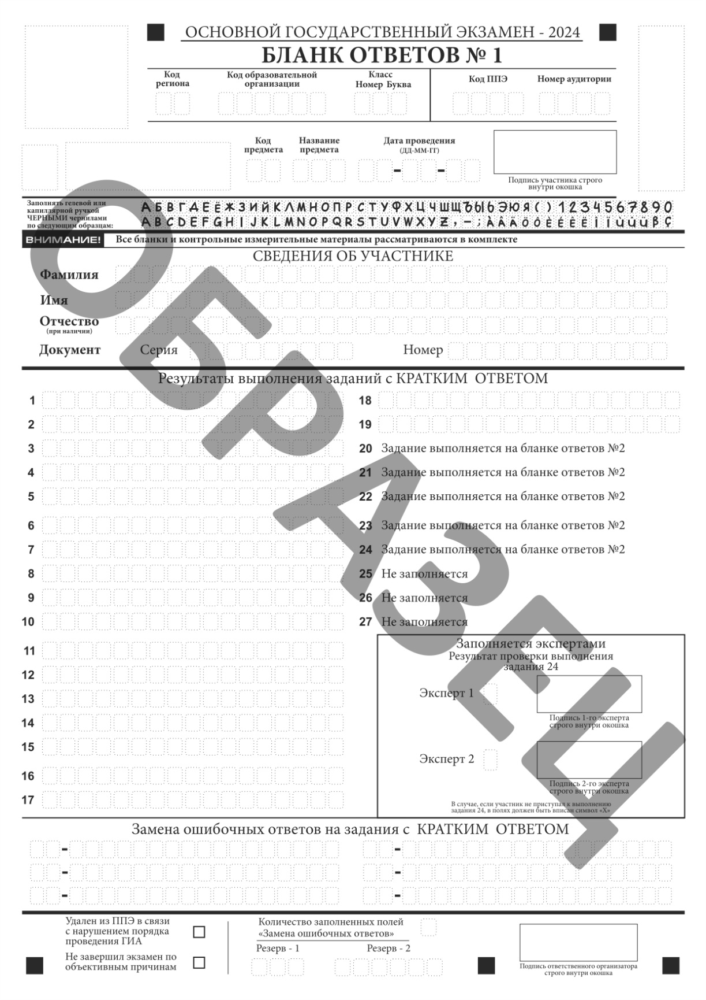 ОСНОВНОЙ ГОСУДАРСТВЕННЫЙ ЭКЗАМЕН - 2024
БЛАНК ОТВЕТОВ № 1
Код региона
Код образовательной организации
Класс
Номер Буква
Код ППЭ
Номер аудитории
Код предмета
Название предмета
Дата проведения
(ДД-ММ-ГГ)
Подпись участника строго
внутри окошка
Заполнять гелевой или
капиллярной ручкой
ЧЕРНЫМИ чернилами
по следующим образцам:
АБВГДЕЁЖЗИЙКЛМНОПРСТУФХЦЧШЩЪЫЬЭЮЯ()1234567890
ABCDEFGHIJKLMNOPQRSTUVWXYZ,-;ÀÂÄÖÔÈÉÊËÎÏÙÛÜßÇ
ВНИМАНИЕ!
Все бланки и контрольные измерительные материалы рассматриваются в комплекте
СВЕДЕНИЯ ОБ УЧАСТНИКЕ
Фамилия
Имя
Отчество
(при наличии)
Документ Серия Номер
Результаты выполнения заданий с КРАТКИМ ОТВЕТОМ
1
2
3
4
5
6
7
8
9
10
11
12
13
14
15
16
17
18
19
20 Задание выполняется на бланке ответов №2
21 Задание выполняется на бланке ответов №2
22 Задание выполняется на бланке ответов №2
23 Задание выполняется на бланке ответов №2
24 Задание выполняется на бланке ответов №2
25 Не заполняется
26 Не заполняется
27 Не заполняется
Заполняется экспертами
Результат проверки выполнения
задания 24
Эксперт 1
Подпись 1-го эксперта
строго внутри окошка
Эксперт 2
Подпись 2-го эксперта
строго внутри окошка
В случае, если участник не приступал к выполнению
задания 24, в полях должен быть вписан символ «Х»
Замена ошибочных ответов на задания с КРАТКИМ ОТВЕТОМ
Удален из ППЭ в связи
с нарушением порядка
проведения ГИА
Не завершил экзамен по
объективным причинам
Количество заполненных полей
«Замена ошибочных ответов»
Резерв - 1
Резерв - 2
Подпись ответственного организатора
строго внутри окошка
ОБРАЗЕЦ